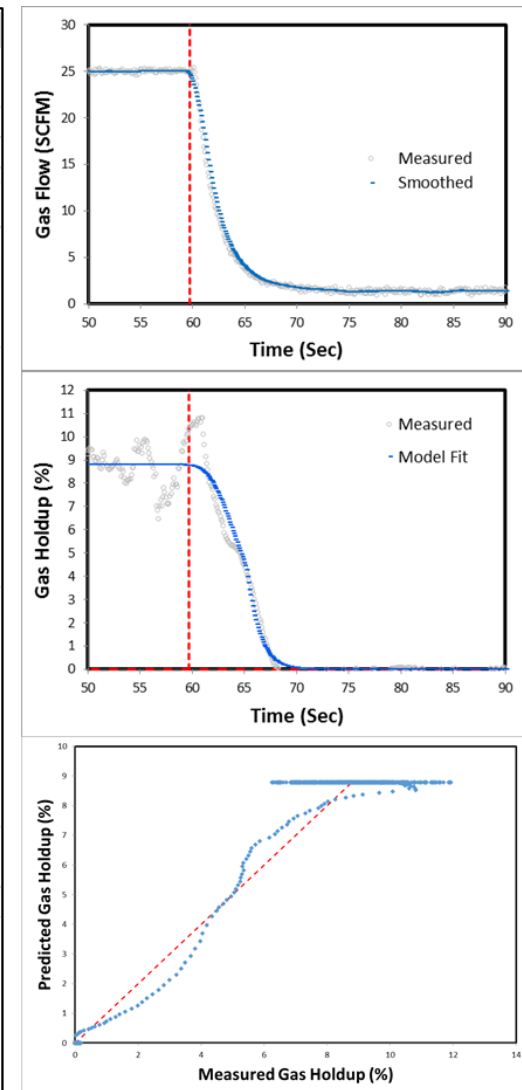 30
25
20
15
10
5
0
Gas Flow (SCFM)
Measured
Smoothed
50 55 60 65 70 75 80 85 90
Time (Sec)
12
11
10
9
8
7
6
5
4
3
2
1
0
Gas Holdup (%)
Measured
Model Fit
50 55 60 65 70 75 80 85 90
Time (Sec)
10
9
8
7
6
5
4
3
2
1
0
Predicted Gas Holdup (%)
0 2 4 6 8 10 12 14
Measured Gas Holdup (%)